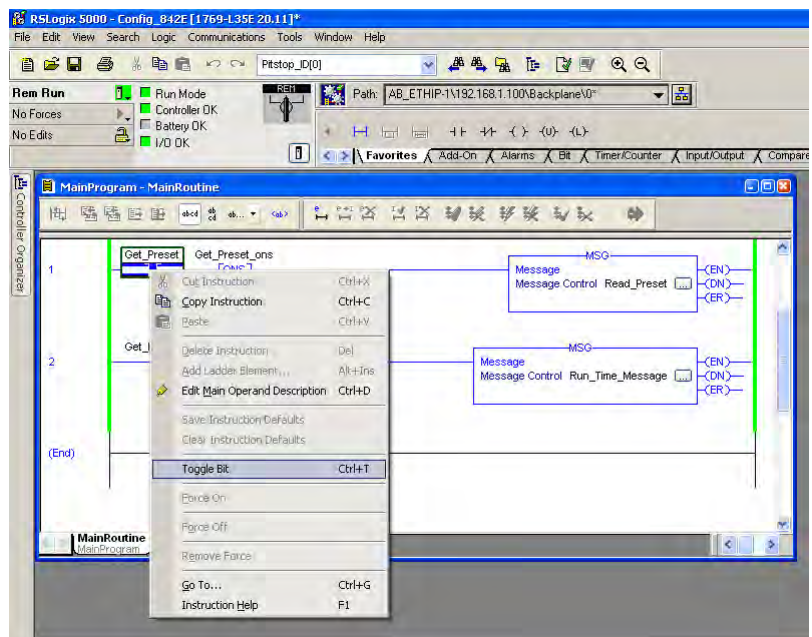 RSLogix 5000 - Config_842E [1769-L35E 20.11]*
File Edit View Search Logic Communications Tools Window Help
Pitstop_ID[0]
Rem Run
Run Mode
REM
Path: AB_ETHIP-1\192.168.1.100\Backplane\0*
No Forces
Controller OK
Battery OK
No Edits
I/O OK
Favorites Add-On Alarms Bit Timer/Counter Input/Output Compare
Controller Organizer
MainProgram - MainRoutine
Get_Preset Get_Preset_ons
MSG
1
[ONS]
Message
Message Control Read_Preset ...
(EN)
(DN)
(ER)
Cut Instruction Ctrl+X
Copy Instruction Ctrl+C
Paste Ctrl+V
Delete Instruction Del
Add Ladder Element... Alt+Ins
Edit Main Operand Description Ctrl+D
Save Instruction Defaults
Clear Instruction Defaults
Toggle Bit Ctrl+T
Force On
Force Off
Remove Force
Go To... Ctrl+G
Instruction Help F1
2
MSG
Message
Message Control Run_Time_Message ...
(EN)
(DN)
(ER)
(End)
MainRoutine
MainProgram